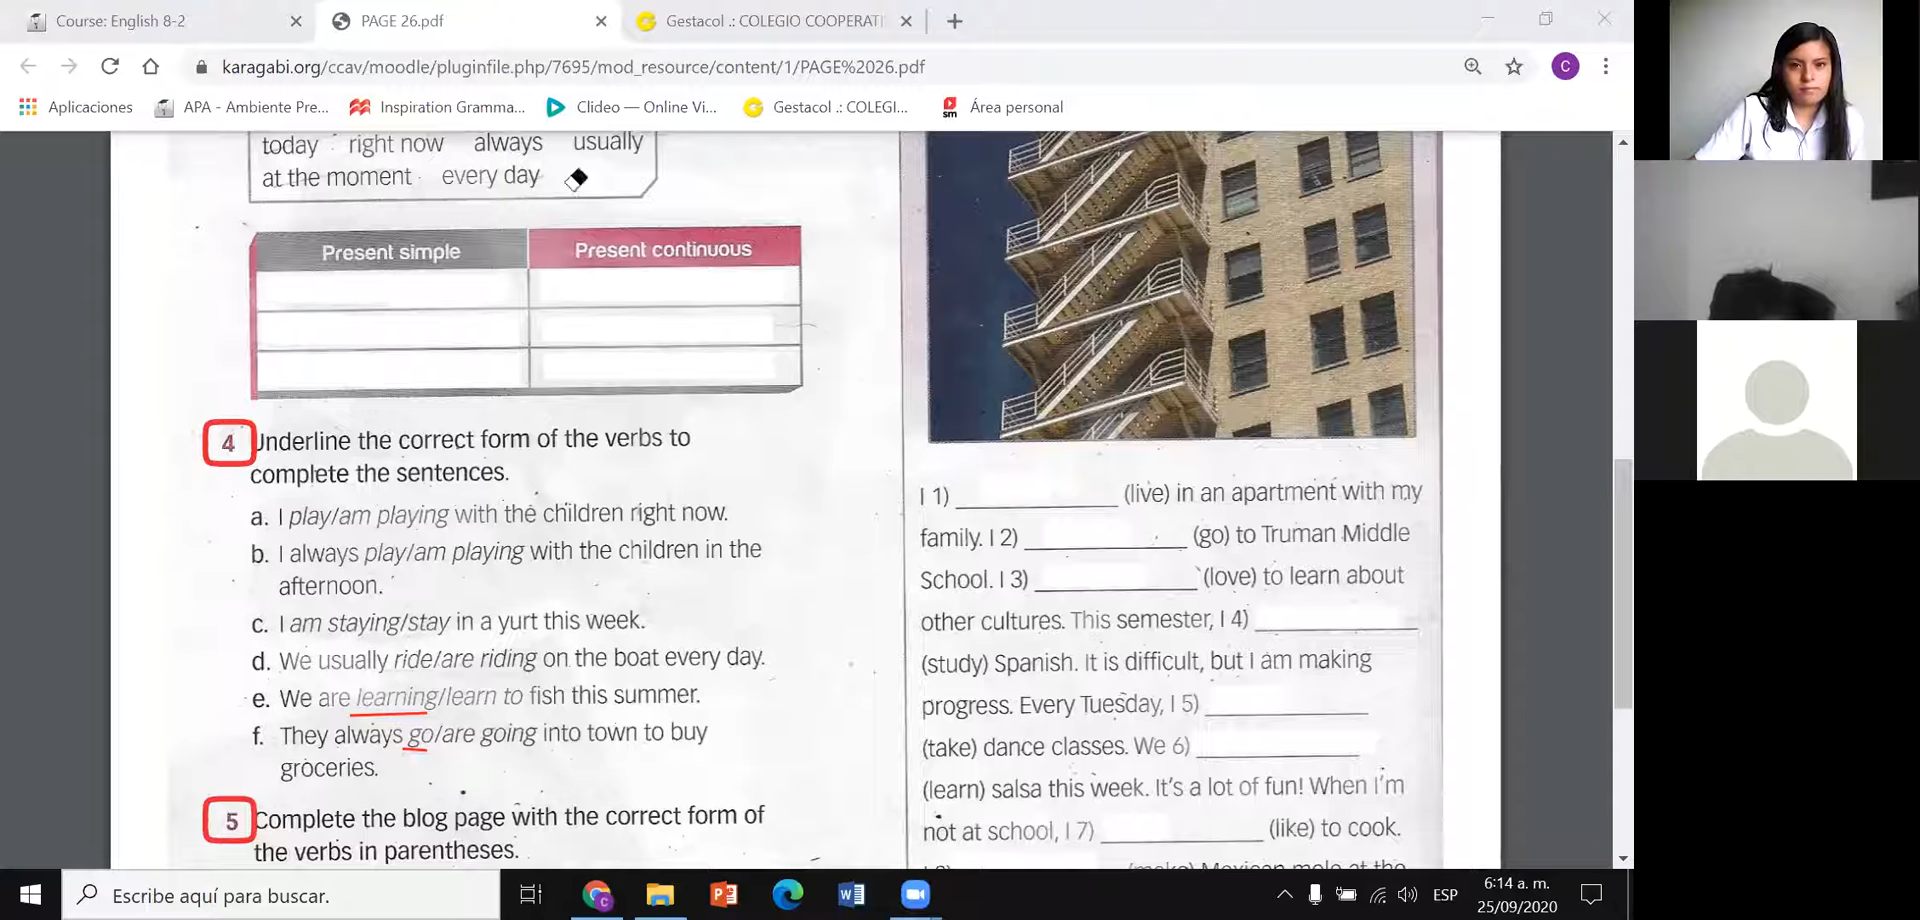 Course: English 8-2
PAGE 26.pdf
Gestacol .: COLEGIO COOPERATI
karagabi.org/ccav/moodle/pluginfile.php/7695/mod_resource/content/1/PAGE%2026.pdf
C
Aplicaciones
APA - Ambiente Pre...
Inspiration Gramma...
Clideo — Online Vi...
Gestacol .: COLEGI...
sm
Área personal
today right now always usually
at the moment every day
Present simple Present continuous
4 Underline the correct form of the verbs to
complete the sentences.
a. I play/am playing with the children right now.
b. I always play/am playing with the children in the
afternoon.
c. I am staying/stay in a yurt this week.
d. We usually ride/are riding on the boat every day.
e. We are learning/learn to fish this summer.
f. They always go/are going into town to buy
groceries.
5 Complete the blog page with the correct form of
the verbs in parentheses.
I 1) ____________ (live) in an apartment with my
family. I 2) ____________ (go) to Truman Middle
School. I 3) ____________ (love) to learn about
other cultures. This semester, I 4) ____________
(study) Spanish. It is difficult, but I am making
progress. Every Tuesday, I 5) ____________
(take) dance classes. We 6) ____________
(learn) salsa this week. It's a lot of fun! When I'm
not at school, I 7) ____________ (like) to cook.
(make) Mexican mole at the
Escribe aquí para buscar.
ESP
6:14 a. m.
25/09/2020